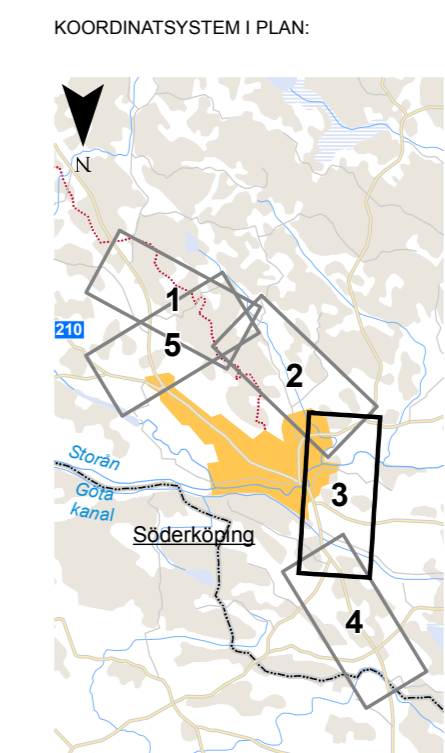 KOORDINATSYSTEM I PLAN:
N
1
210
5
2
Storån
Göta
kanal
3
Söderköping
4